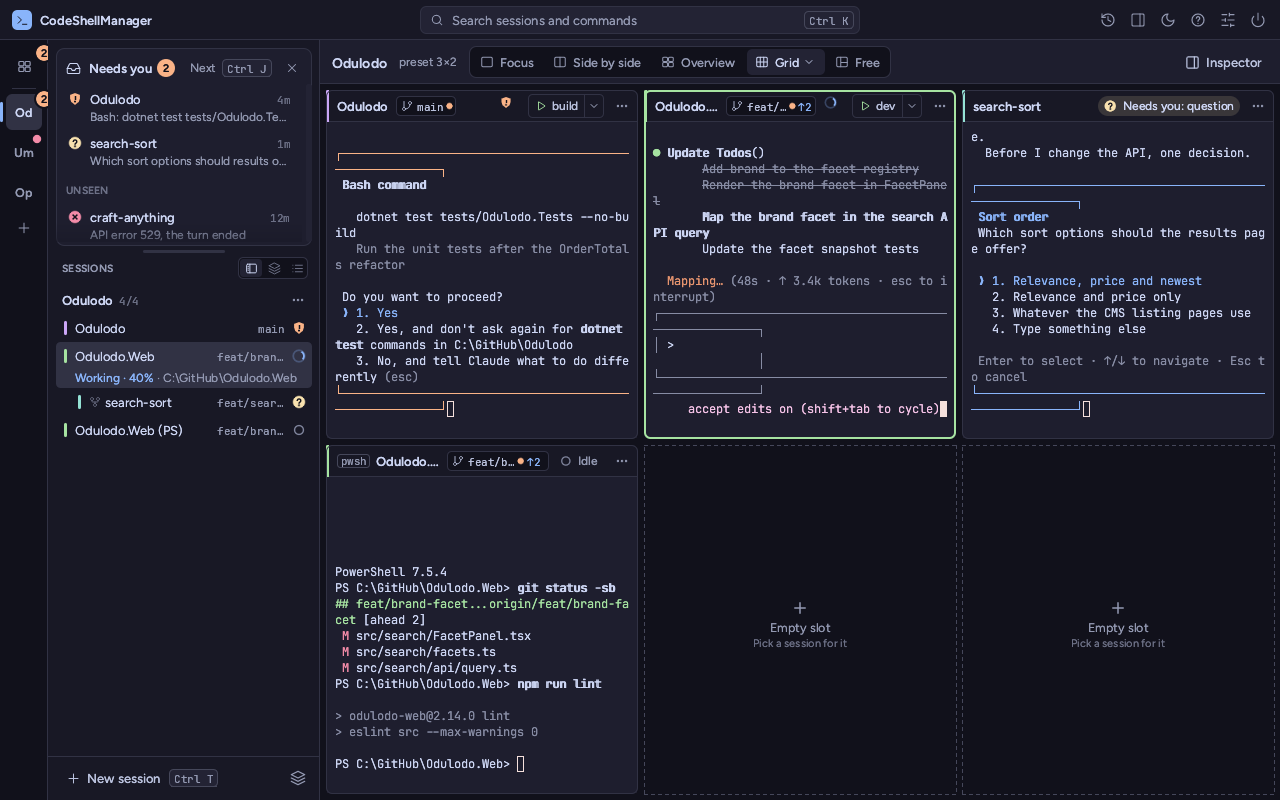 CodeShellManager
Search sessions and commands
Ctrl K
2
2
Od
Um
Op
Needs you 2 Next Ctrl J
Odulodo 4m
Bash: dotnet test tests/Odulodo.Te…
search-sort 1m
Which sort options should results o…
UNSEEN
craft-anything 12m
API error 529, the turn ended
SESSIONS
Odulodo 4/4
Odulodo main
Odulodo.Web feat/bran…
Working · 40% · C:\GitHub\Odulodo.Web
search-sort feat/sear…
Odulodo.Web (PS) feat/bran…
New session Ctrl T
Odulodo preset 3×2 Focus Side by side Overview Grid Free Inspector
Odulodo main build
Bash command
dotnet test tests/Odulodo.Tests --no-bu
ild
Run the unit tests after the OrderTotal
s refactor
Do you want to proceed?
❯ 1. Yes
2. Yes, and don't ask again for dotnet
test commands in C:\GitHub\Odulodo
3. No, and tell Claude what to do diffe
rently (esc)
Odulodo.… feat/… ↑2 dev
Update Todos()
Add brand to the facet registry
Render the brand facet in FacetPane
l
Map the brand facet in the search A
PI query
Update the facet snapshot tests
Mapping… (48s · ↑ 3.4k tokens · esc to i
nterrupt)
>
accept edits on (shift+tab to cycle)
search-sort Needs you: question
e.
Before I change the API, one decision.
Sort order
Which sort options should the results pag
e offer?
❯ 1. Relevance, price and newest
2. Relevance and price only
3. Whatever the CMS listing pages use
4. Type something else
Enter to select · ↑/↓ to navigate · Esc t
o cancel
pwsh Odulodo.… feat/b… ↑2 Idle
PowerShell 7.5.4
PS C:\GitHub\Odulodo.Web> git status -sb
## feat/brand-facet...origin/feat/brand-fa
cet [ahead 2]
M src/search/FacetPanel.tsx
M src/search/facets.ts
M src/search/api/query.ts
PS C:\GitHub\Odulodo.Web> npm run lint
> odulodo-web@2.14.0 lint
> eslint src --max-warnings 0
PS C:\GitHub\Odulodo.Web>
Empty slot
Pick a session for it
Empty slot
Pick a session for it